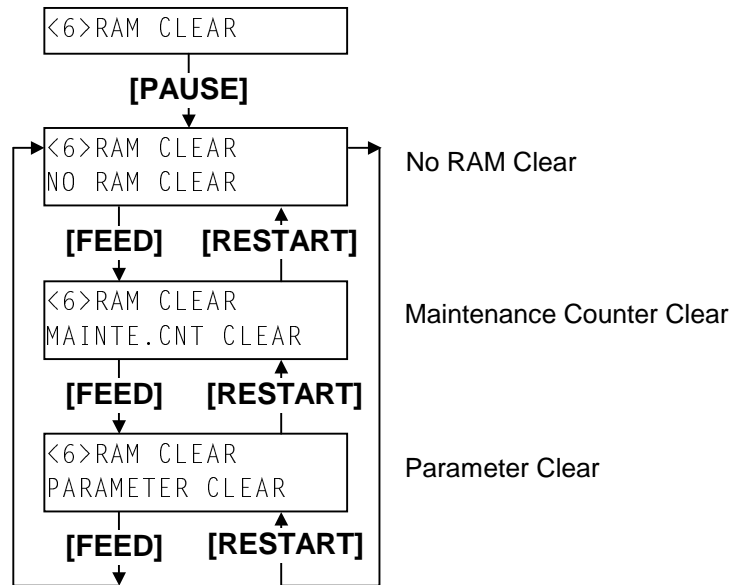 <6>RAM CLEAR
[PAUSE]
<6>RAM CLEAR
NO RAM CLEAR
No RAM Clear
[FEED] [RESTART]
<6>RAM CLEAR
MAINTE.CNT CLEAR
Maintenance Counter Clear
[FEED] [RESTART]
<6>RAM CLEAR
PARAMETER CLEAR
Parameter Clear
[FEED] [RESTART]